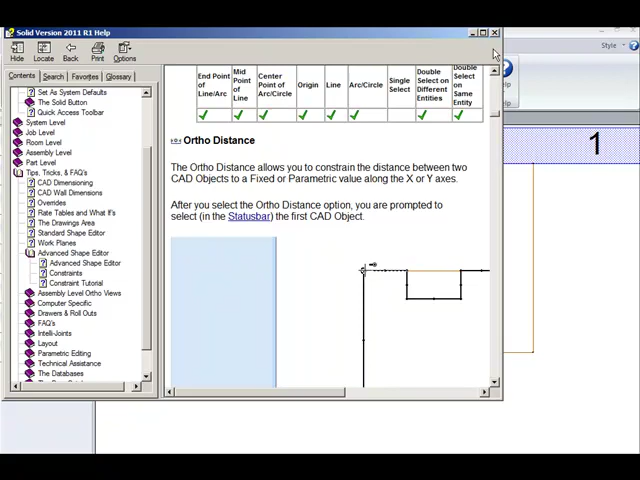 Solid Version 2011 R1 Help
Style
Hide Locate Back Print Options
Contents Search Favorites Glossary
Set As System Defaults
The Solid Button
Quick Access Toolbar
System Level
Job Level
Room Level
Assembly Level
Part Level
Tips, Tricks, & FAQ's
CAD Dimensioning
CAD Wall Dimensions
Overrides
Rate Tables and What If's
The Drawings Area
Standard Shape Editor
Work Planes
Advanced Shape Editor
Advanced Shape Editor
Constraints
Constraint Tutorial
Assembly Level Ortho Views
Computer Specific
Drawers & Roll Outs
FAQ's
Intelli-Joints
Layout
Parametric Editing
Technical Assistance
The Databases
End Point of Line/Arc
Mid Point of Line
Center Point of Arc/Circle
Origin
Line
Arc/Circle
Single Select
Double Select on Different Entities
Double Select on Same Entity
Ortho Distance
The Ortho Distance allows you to constrain the distance between two
CAD Objects to a Fixed or Parametric value along the X or Y axes.
After you select the Ortho Distance option, you are prompted to
select (in the Statusbar) the first CAD Object.
1